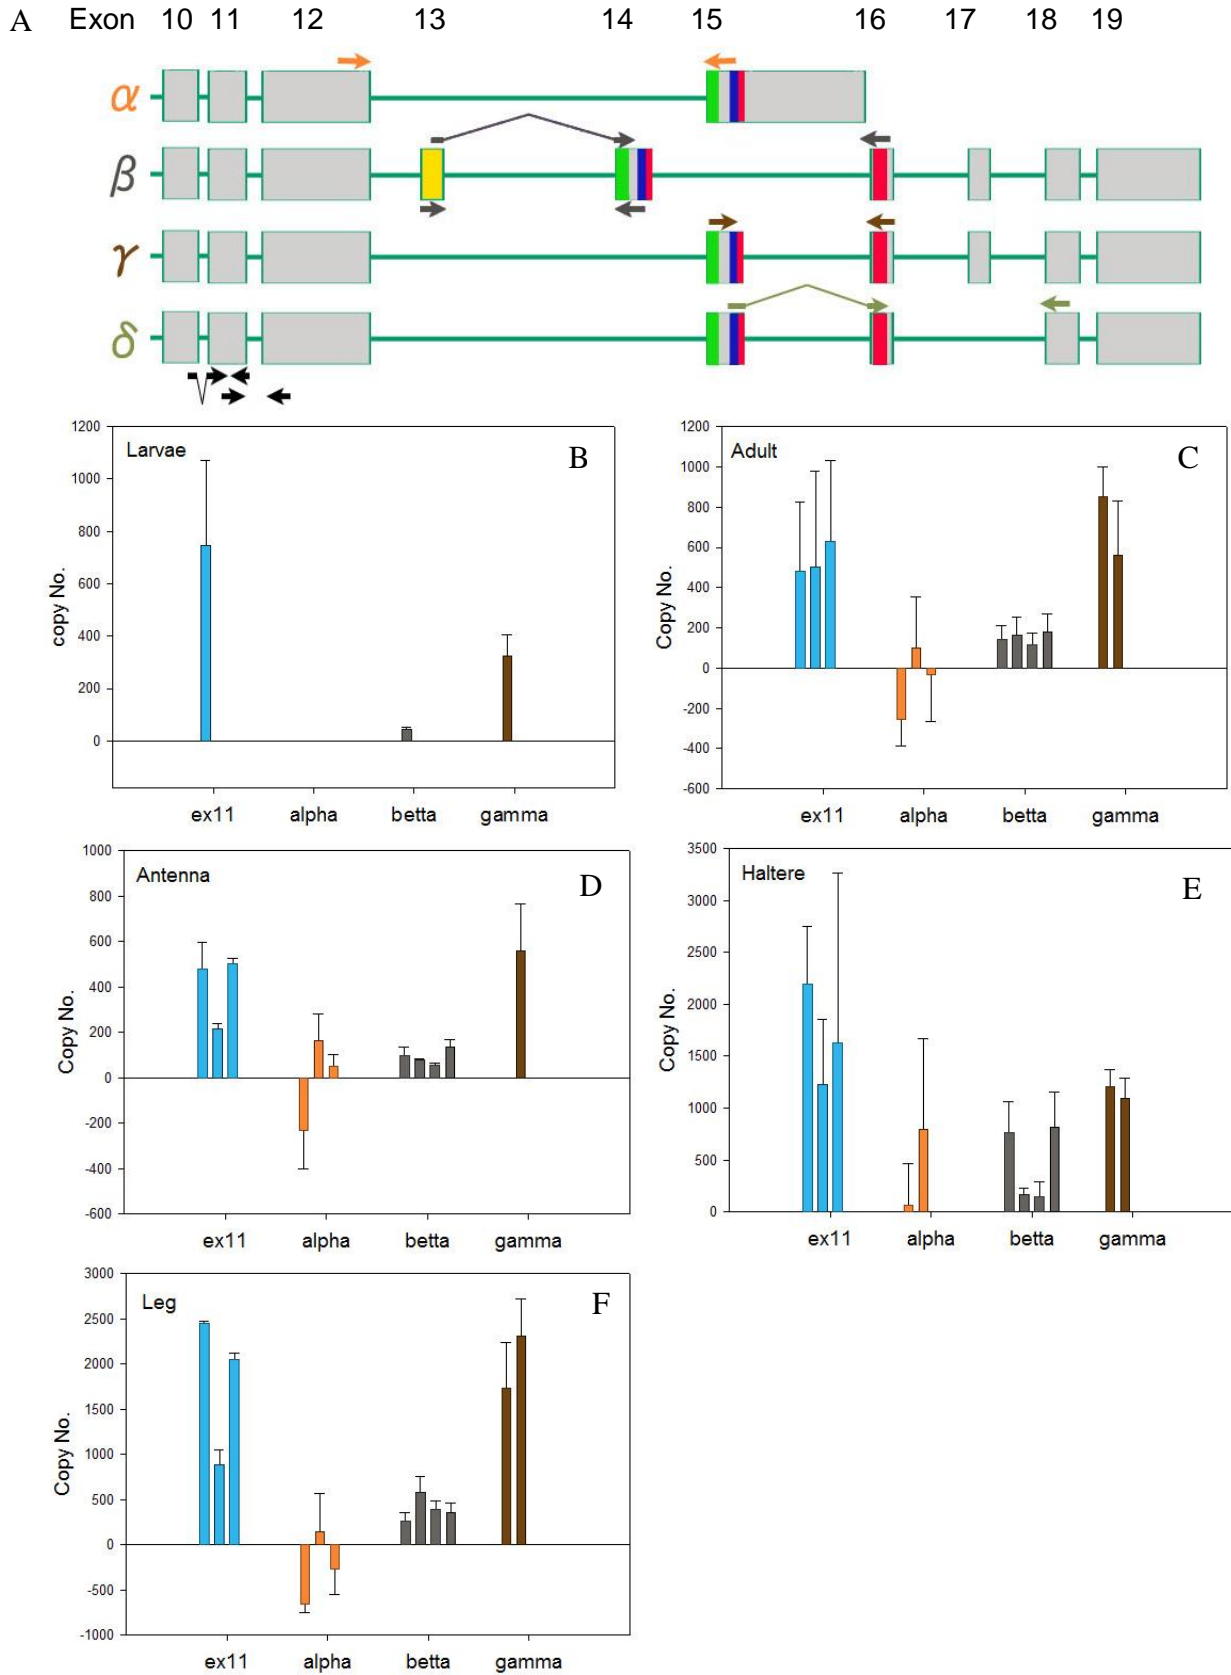 A Exon 10 11 12 13 14 15 16 17 18 19
α
β
γ
δ
1200
1000
800
600
400
200
0
copy No.
Larvae
B
ex11 alpha betta gamma
1200
1000
800
600
400
200
0
-200
-400
-600
Copy No.
Adult
C
ex11 alpha betta gamma
1000
800
600
400
200
0
-200
-400
-600
Copy No.
Antenna
D
ex11 alpha betta gamma
3500
3000
2500
2000
1500
1000
500
0
Copy No.
Haltere
E
ex11 alpha betta gamma
3000
2500
2000
1500
1000
500
0
-500
-1000
Copy No.
Leg
F
ex11 alpha betta gamma